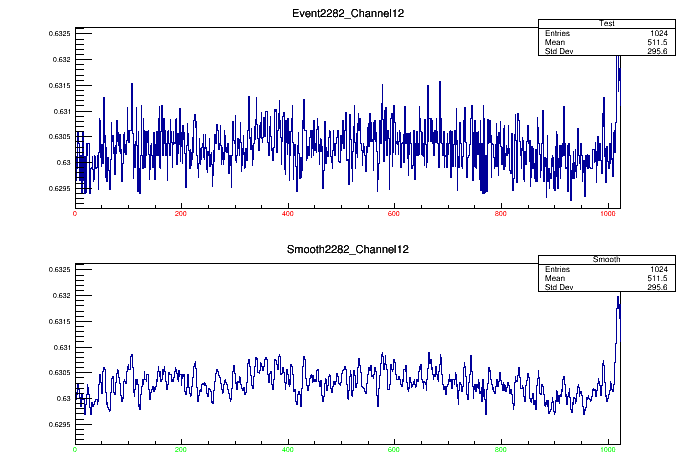 Event2282_Channel12
Test
Entries 1024
Mean 511.5
Std Dev 295.6
0.6325
0.632
0.6315
0.631
0.6305
0.63
0.6295
0 200 400 600 800 1000
Smooth2282_Channel12
Smooth
Entries 1024
Mean 511.5
Std Dev 295.6
0.6325
0.632
0.6315
0.631
0.6305
0.63
0.6295
0 200 400 600 800 1000